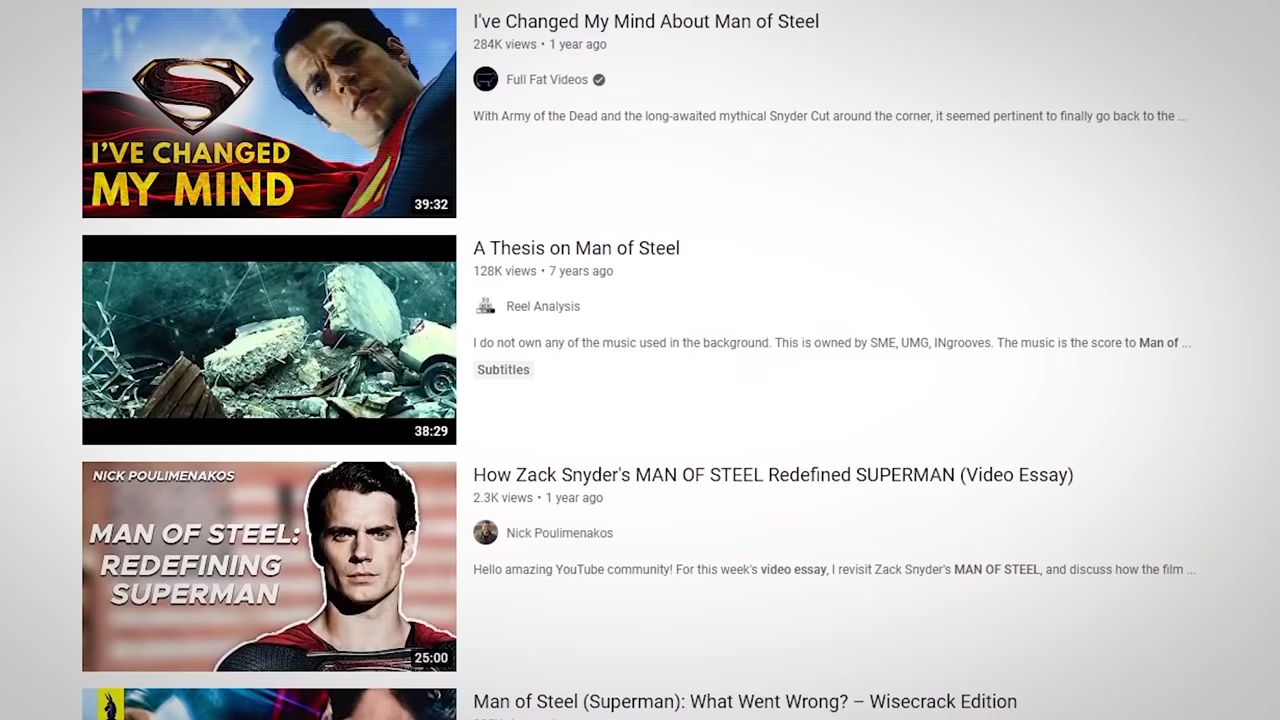 I've Changed My Mind About Man of Steel
284K views • 1 year ago
Full Fat Videos
With Army of the Dead and the long-awaited mythical Snyder Cut around the corner, it seemed pertinent to finally go back to the ...
I'VE CHANGED
MY MIND
39:32
A Thesis on Man of Steel
128K views • 7 years ago
Reel Analysis
I do not own any of the music used in the background. This is owned by SME, UMG, INgrooves. The music is the score to Man of ...
Subtitles
38:29
How Zack Snyder's MAN OF STEEL Redefined SUPERMAN (Video Essay)
2.3K views • 1 year ago
Nick Poulimenakos
Hello amazing YouTube community! For this week's video essay, I revisit Zack Snyder's MAN OF STEEL, and discuss how the film ...
NICK POULIMENAKOS
MAN OF STEEL:
REDEFINING
SUPERMAN
25:00
Man of Steel (Superman): What Went Wrong? – Wisecrack Edition